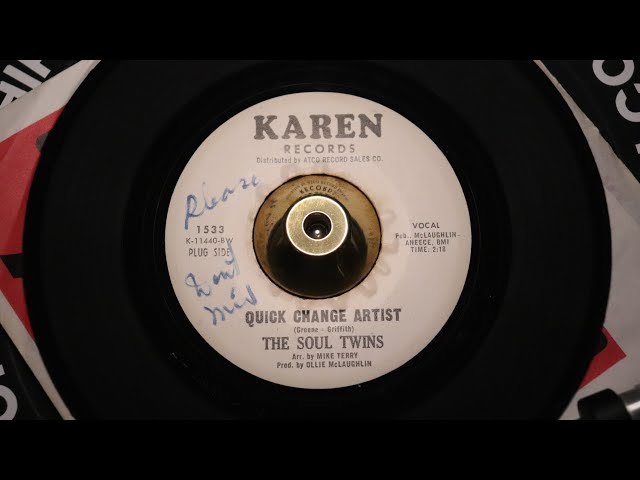 KAREN
RECORDS
Distributed by ATCO RECORD SALES CO.
Please
Don't
1533
K-11440-BW
PLUG SIDE
VOCAL
Pub., McLAUGHLIN-
ANEECE, BMI
TIME: 2:18
QUICK CHANGE ARTIST
(Greene - Griffith)
THE SOUL TWINS
Arr. by MIKE TERRY
Prod. by OLLIE McLAUGHLIN